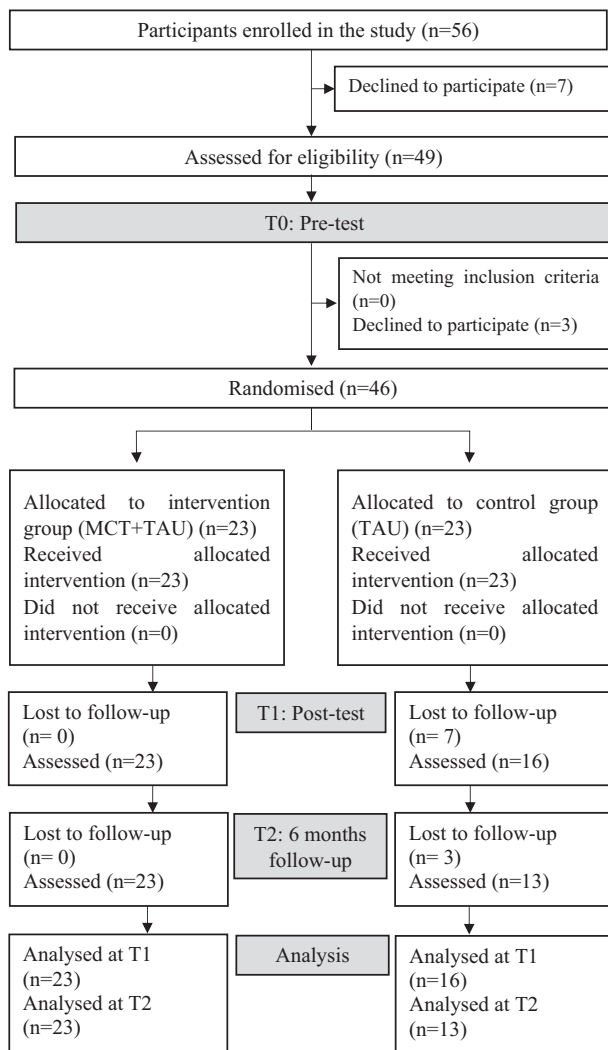 Participants enrolled in the study (n=56)
Declined to participate (n=7)
Assessed for eligibility (n=49)
T0: Pre-test
Not meeting inclusion criteria
(n=0)
Declined to participate (n=3)
Randomised (n=46)
Allocated to intervention
group (MCT+TAU) (n=23)
Received allocated
intervention (n=23)
Did not receive allocated
intervention (n=0)
Allocated to control group
(TAU) (n=23)
Received allocated
intervention (n=23)
Did not receive allocated
intervention (n=0)
Lost to follow-up
(n= 0)
Assessed (n=23)
T1: Post-test
Lost to follow-up
(n= 7)
Assessed (n=16)
Lost to follow-up
(n= 0)
Assessed (n=23)
T2: 6 months
follow-up
Lost to follow-up
(n= 3)
Assessed (n=13)
Analysed at T1
(n=23)
Analysed at T2
(n=23)
Analysis
Analysed at T1
(n=16)
Analysed at T2
(n=13)